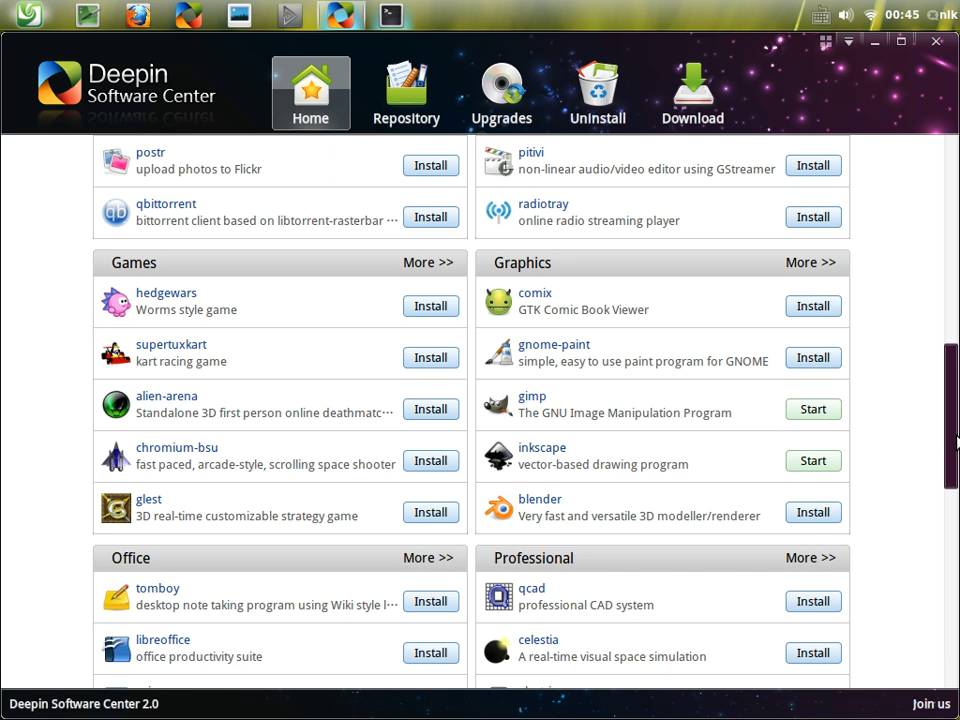 00:45 nik
Deepin
Software Center
Home
Repository
Upgrades
Uninstall
Download
postr
upload photos to Flickr
Install
pitivi
non-linear audio/video editor using GStreamer
Install
qbittorrent
bittorrent client based on libtorrent-rasterbar ···
Install
radiotray
online radio streaming player
Install
Games
More >>
Graphics
More >>
hedgewars
Worms style game
Install
comix
GTK Comic Book Viewer
Install
supertuxkart
kart racing game
Install
gnome-paint
simple, easy to use paint program for GNOME
Install
alien-arena
Standalone 3D first person online deathmatc···
Install
gimp
The GNU Image Manipulation Program
Start
chromium-bsu
fast paced, arcade-style, scrolling space shooter
Install
inkscape
vector-based drawing program
Start
glest
3D real-time customizable strategy game
Install
blender
Very fast and versatile 3D modeller/renderer
Install
Office
More >>
Professional
More >>
tomboy
desktop note taking program using Wiki style l···
Install
qcad
professional CAD system
Install
libreoffice
office productivity suite
Install
celestia
A real-time visual space simulation
Install
Deepin Software Center 2.0
Join us